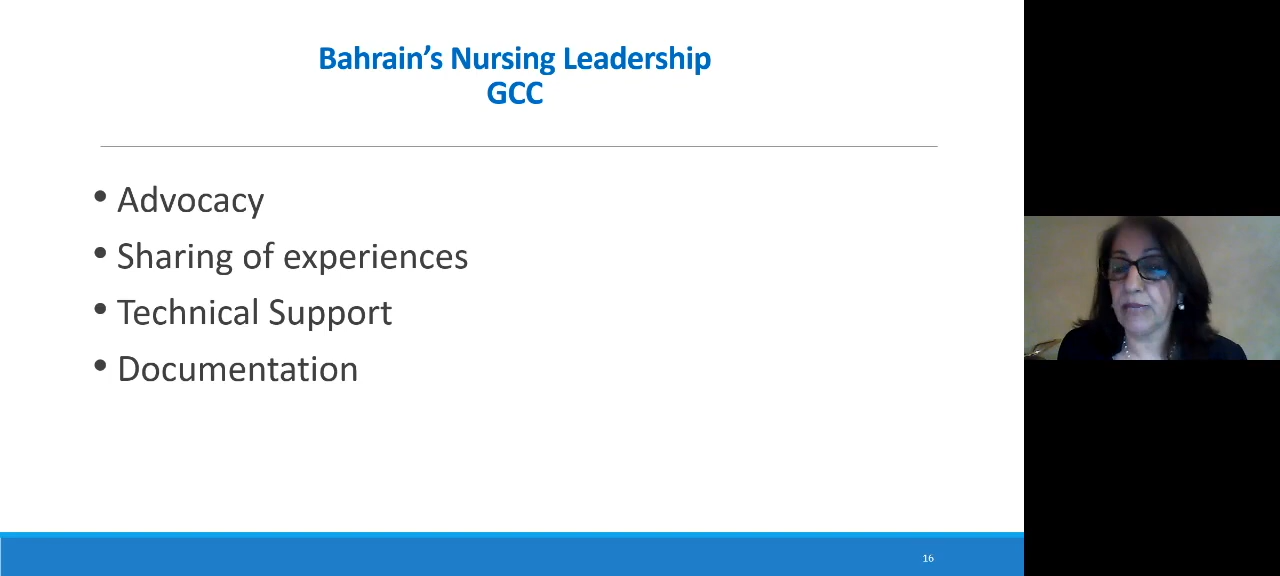 Bahrain’s Nursing Leadership
GCC
• Advocacy
• Sharing of experiences
• Technical Support
• Documentation
16